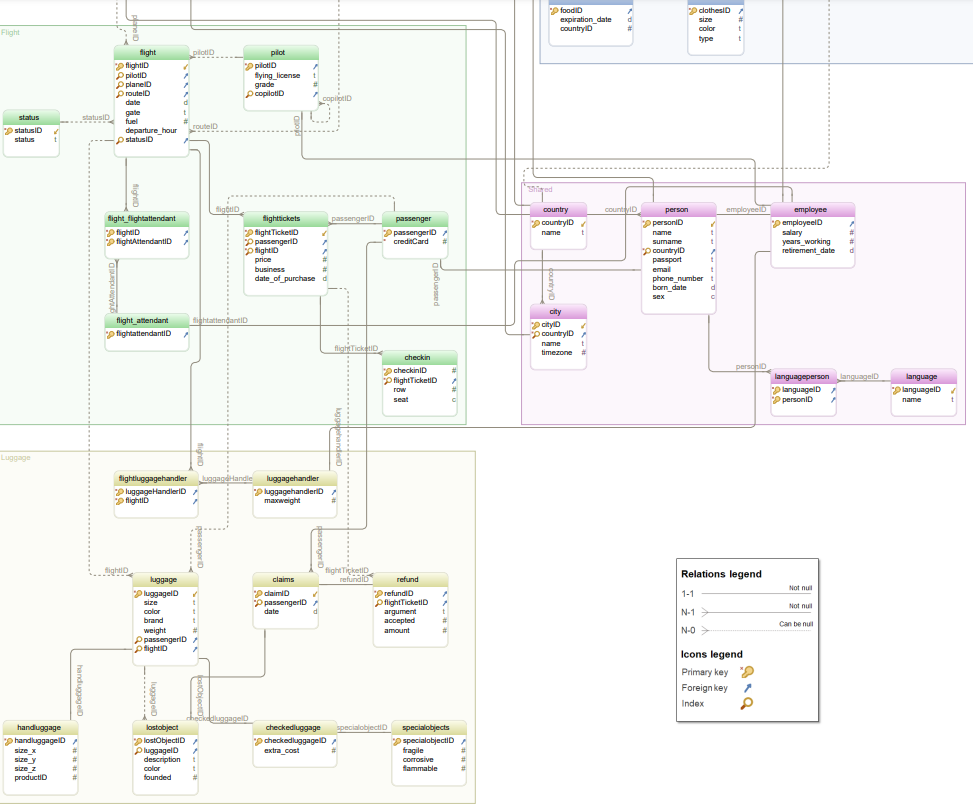 foodID
expiration_date d
countryID #
clothesID
size #
color t
type t
planeID
Flight
flight
flightID
pilotID
planeID
routeID
date d
gate t
fuel #
departure_hour
statusID
pilotID
pilot
pilotID
flying_license t
grade #
copilotID
copilotID
pilotID
routeID
status
statusID
status t
statusID
flightID
flight_flightattendant
flightID
flightAttendantID
flightID
flighttickets
flightTicketID
passengerID
flightID
price #
business #
date_of_purchase d
passengerID
passenger
passengerID
creditCard #
passengerID
flight_attendant
flightattendantID
flightattendantID
flightTicketID
checkin
checkinID #
flightTicketID
row #
seat c
Shared
country
countryID
name t
countryID
person
personID
name t
surname t
countryID
passport t
email t
phone_number t
born_date d
sex c
employeeID
employee
employeeID
salary #
years_working #
retirement_date d
countryID
city
cityID
countryID
name t
timezone #
personID
languageperson
languageID
personID
languageID
language
languageID
name t
Luggage
flightID
luggagehandlerID
flightluggagehandler
luggageHandlerID
flightID
luggageHandle
luggagehandler
luggagehandlerID
maxweight #
passengerID
passengerID
flightID
luggage
luggageID
size t
color t
brand t
weight #
passengerID
flightID
claims
claimID
passengerID
date d
flightTicketID
refundID
refund
refundID
flightTicketID
argument t
accepted #
amount #
handluggageID
luggageID
lostObjectID
checkedluggageID
handluggage
handluggageID
size_x #
size_y #
size_z #
productID #
lostobject
lostObjectID
luggageID
description t
color t
founded #
checkedluggage
checkedluggageID
extra_cost #
specialobjectID
specialobjects
specialobjectID
fragile #
corrosive #
flammable #
Relations legend
1-1 Not null
N-1 Not null
N-0 Can be null
Icons legend
Primary key
Foreign key
Index